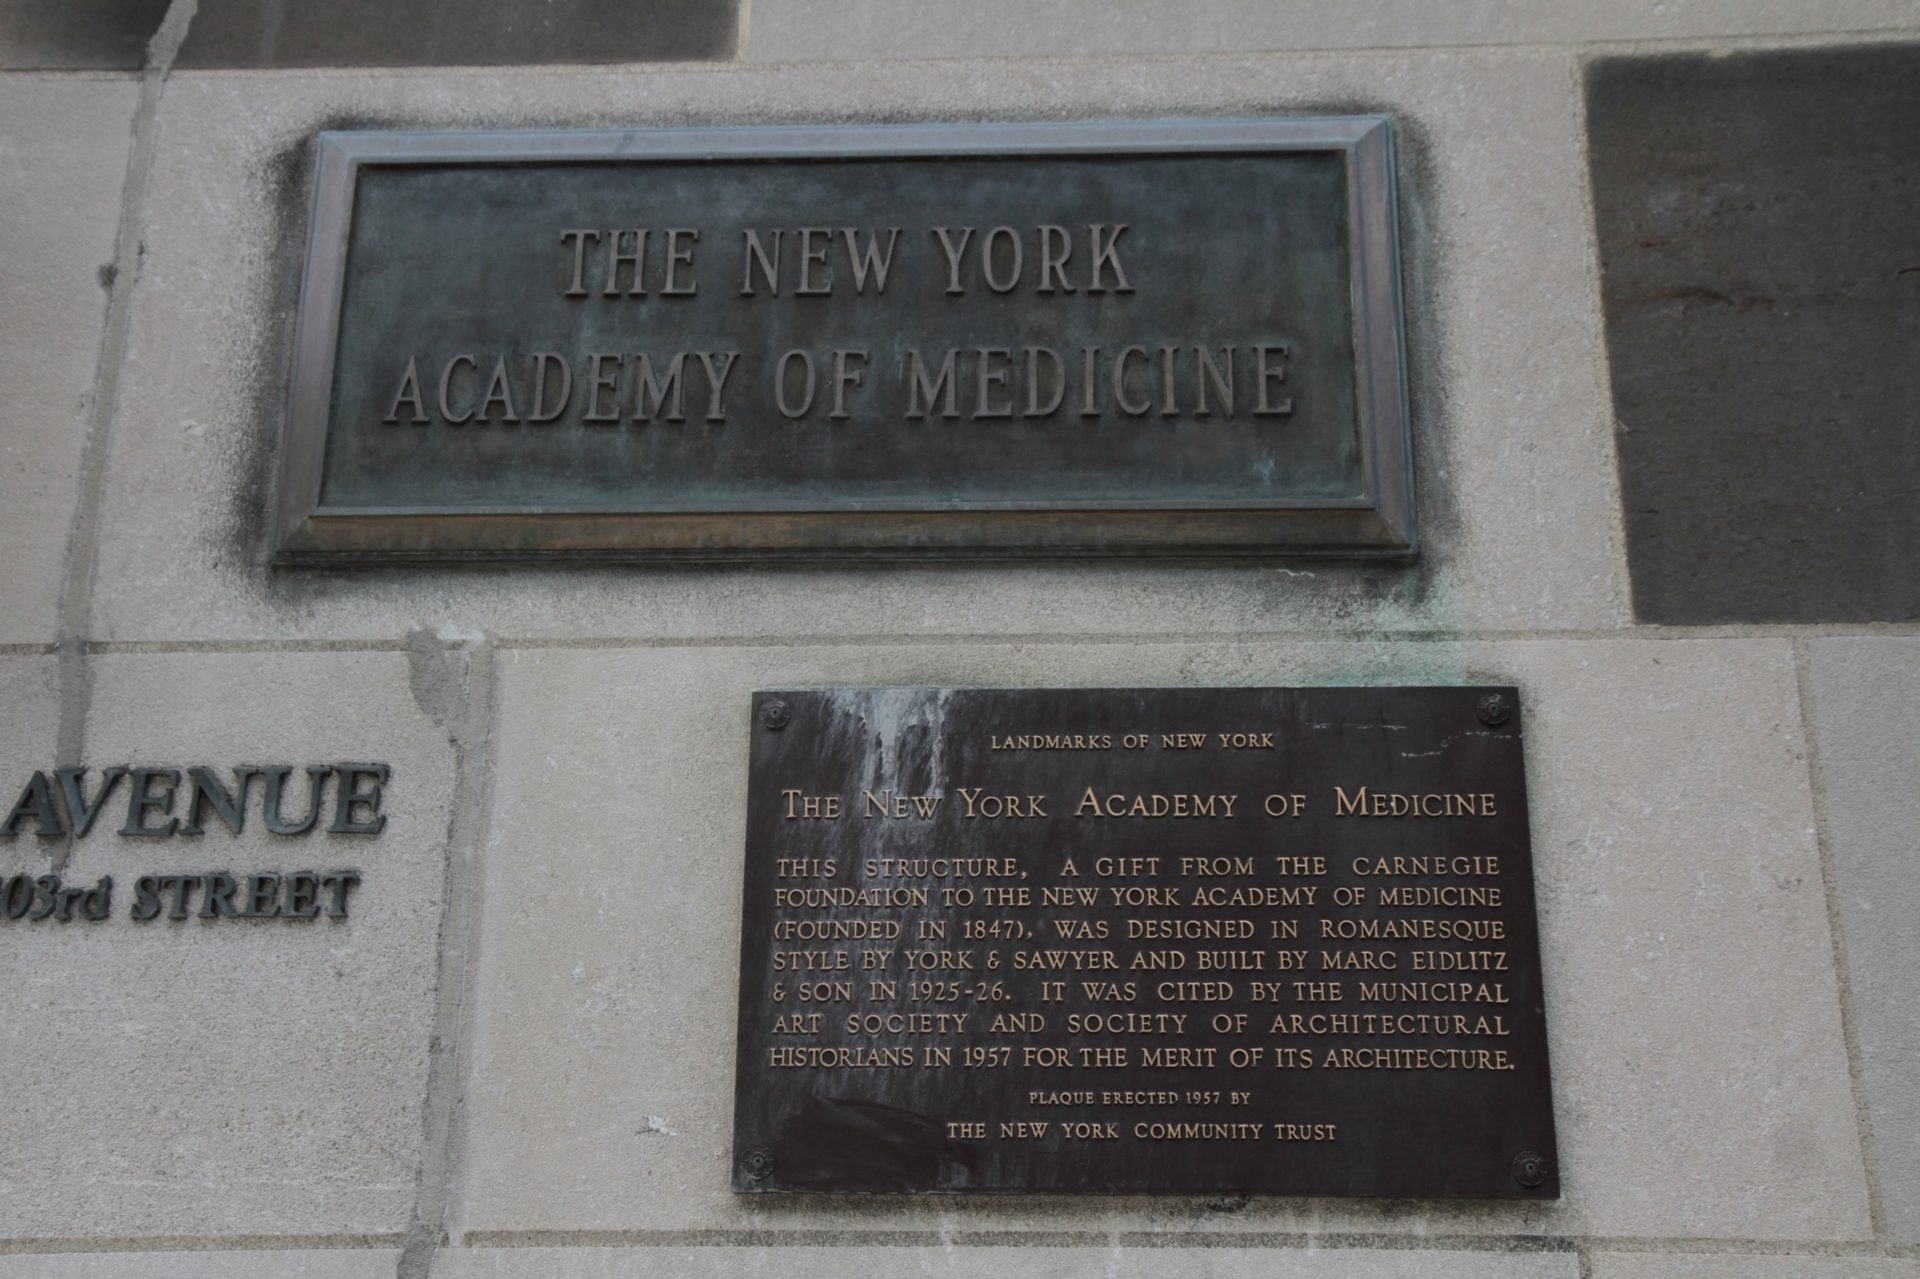 THE NEW YORK
ACADEMY OF MEDICINE
AVENUE
103rd STREET
LANDMARKS OF NEW YORK
THE NEW YORK ACADEMY OF MEDICINE
THIS STRUCTURE, A GIFT FROM THE CARNEGIE
FOUNDATION TO THE NEW YORK ACADEMY OF MEDICINE
(FOUNDED IN 1847), WAS DESIGNED IN ROMANESQUE
STYLE BY YORK & SAWYER AND BUILT BY MARC EIDLITZ
& SON IN 1925-26. IT WAS CITED BY THE MUNICIPAL
ART SOCIETY AND SOCIETY OF ARCHITECTURAL
HISTORIANS IN 1957 FOR THE MERIT OF ITS ARCHITECTURE.
PLAQUE ERECTED 1957 BY
THE NEW YORK COMMUNITY TRUST